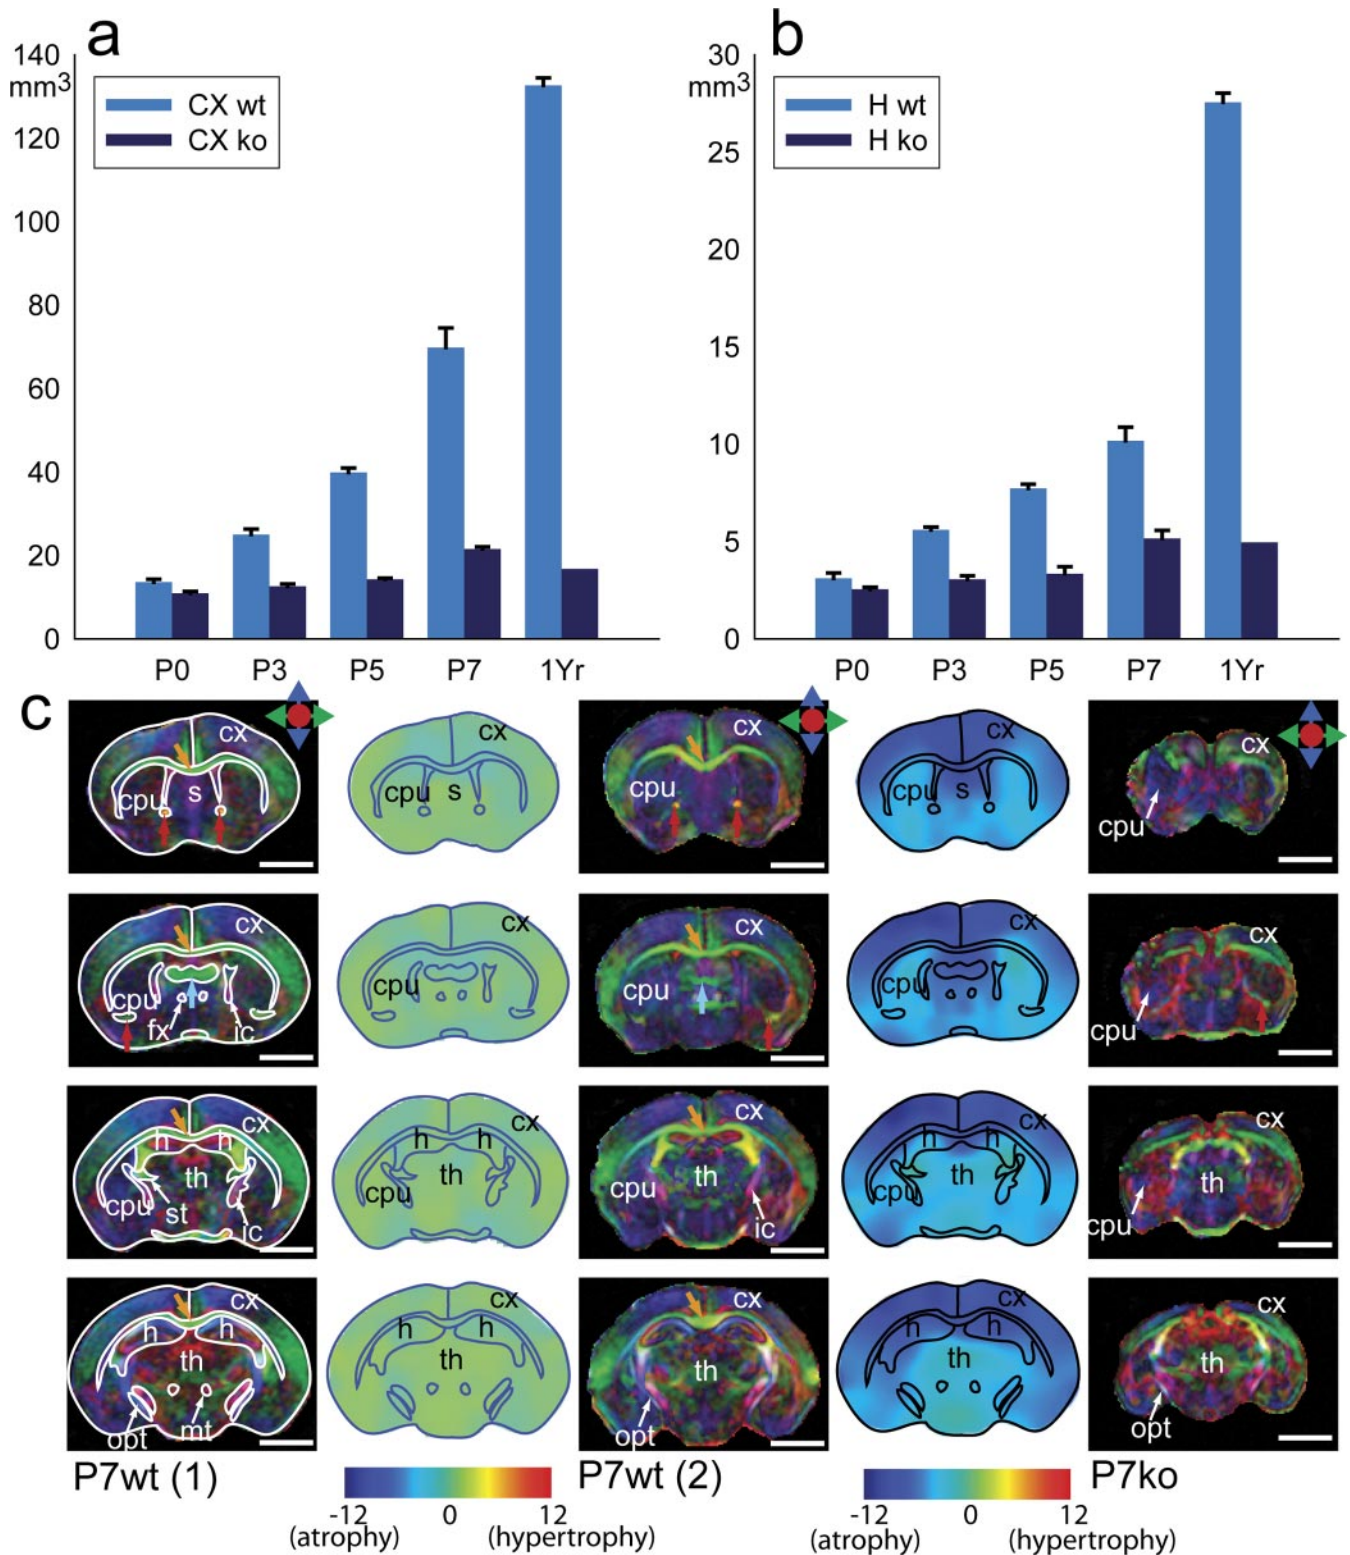 a
140
mm3
120
100
80
60
40
20
0
CX wt
CX ko
P0 P3 P5 P7 1Yr
b
30
mm3
25
20
15
10
5
0
H wt
H ko
P0 P3 P5 P7 1Yr
c
cx cx cx cx cx
cpu s cpu s cpu cpu s cpu
cx cx cx cx cx
cpu fx ic cpu cpu cpu cpu
h h cx h h cx cx h h cx cx
th th th th th
cpu st ic cpu cpu ic cpu cpu
cx cx cx cx cx
h h h h h h
th th th th th
opt mt opt opt
P7wt (1) P7wt (2) P7ko
-12 0 12
(atrophy) (hypertrophy)
-12 0 12
(atrophy) (hypertrophy)